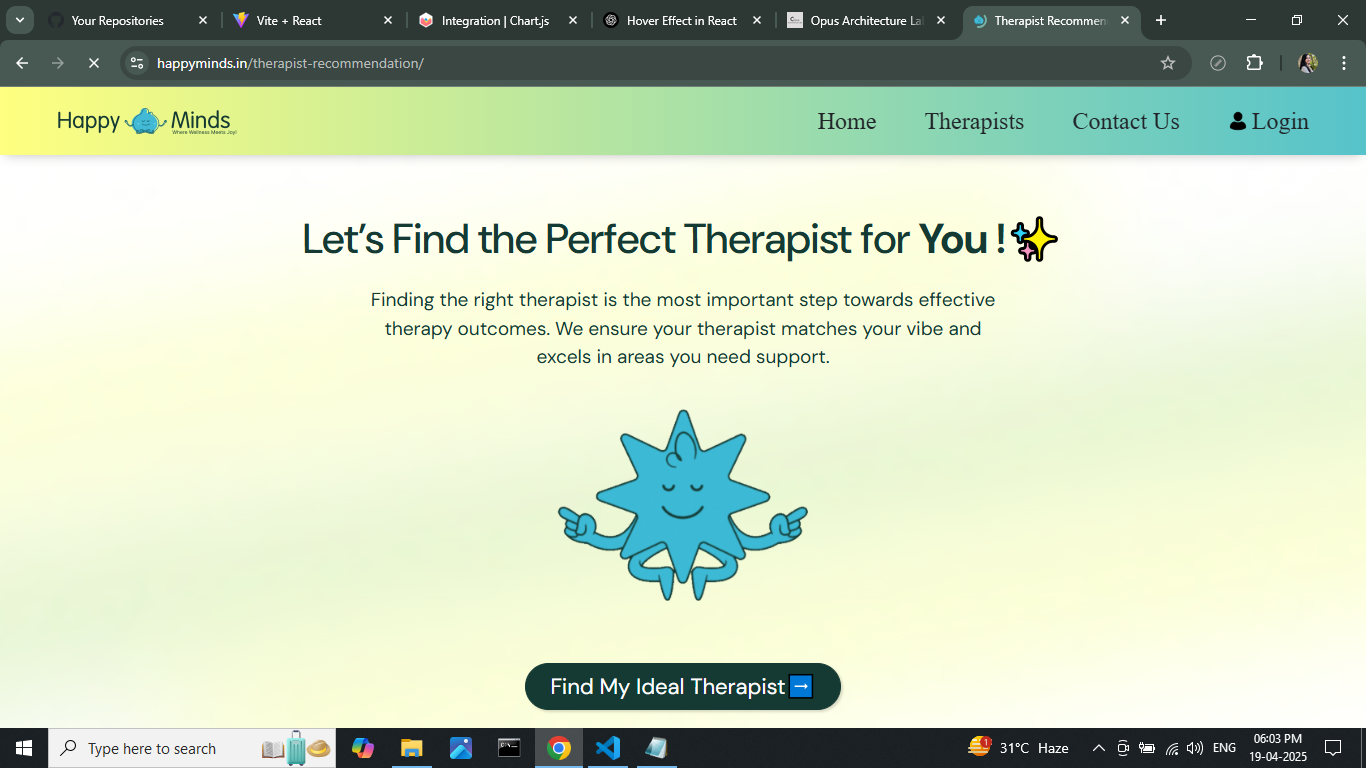 Your Repositories
Vite + React
Integration | Chart.js
Hover Effect in React
Opus Architecture La
Therapist Recommen
happyminds.in/therapist-recommendation/
Happy Minds
Where Wellness Meets Joy!
Home
Therapists
Contact Us
Login
Let's Find the Perfect Therapist for You !
Finding the right therapist is the most important step towards effective
therapy outcomes. We ensure your therapist matches your vibe and
excels in areas you need support.
Find My Ideal Therapist
Type here to search
1
31°C Haze
ENG
06:03 PM
19-04-2025